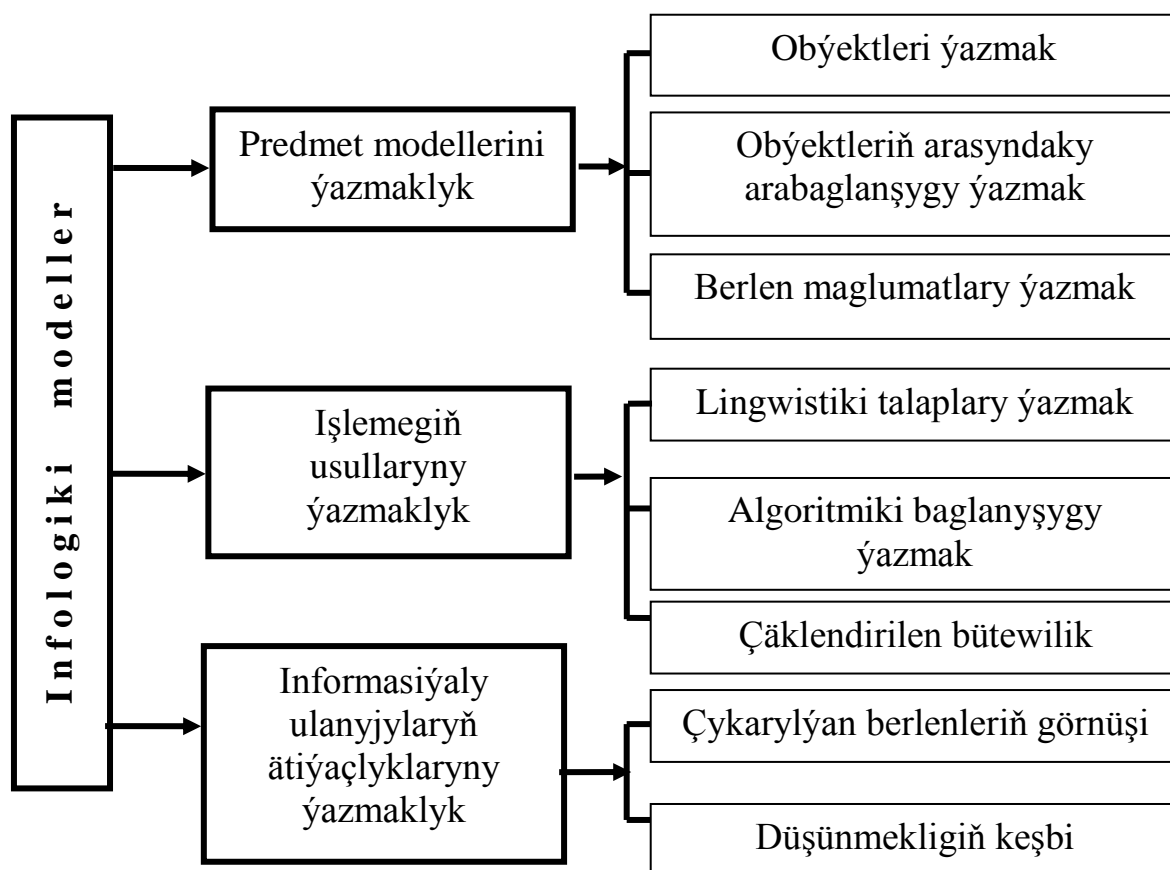 Infologiki modeller
Predmet modellerini
ýazmaklyk
Obýektleri ýazmak
Obýektleriň arasyndaky
arabaglanşygy ýazmak
Berlen maglumatlary ýazmak
Işlemegiň
usullaryny
ýazmaklyk
Lingwistiki talaplary ýazmak
Algoritmiki baglanyşygy
ýazmak
Çäklendirilen bütewilik
Informasiýaly
ulanyjylaryň
ätiýaçlyklaryny
ýazmaklyk
Çykarylýan berlenleriň görnüşi
Düşünmekligiň keşbi